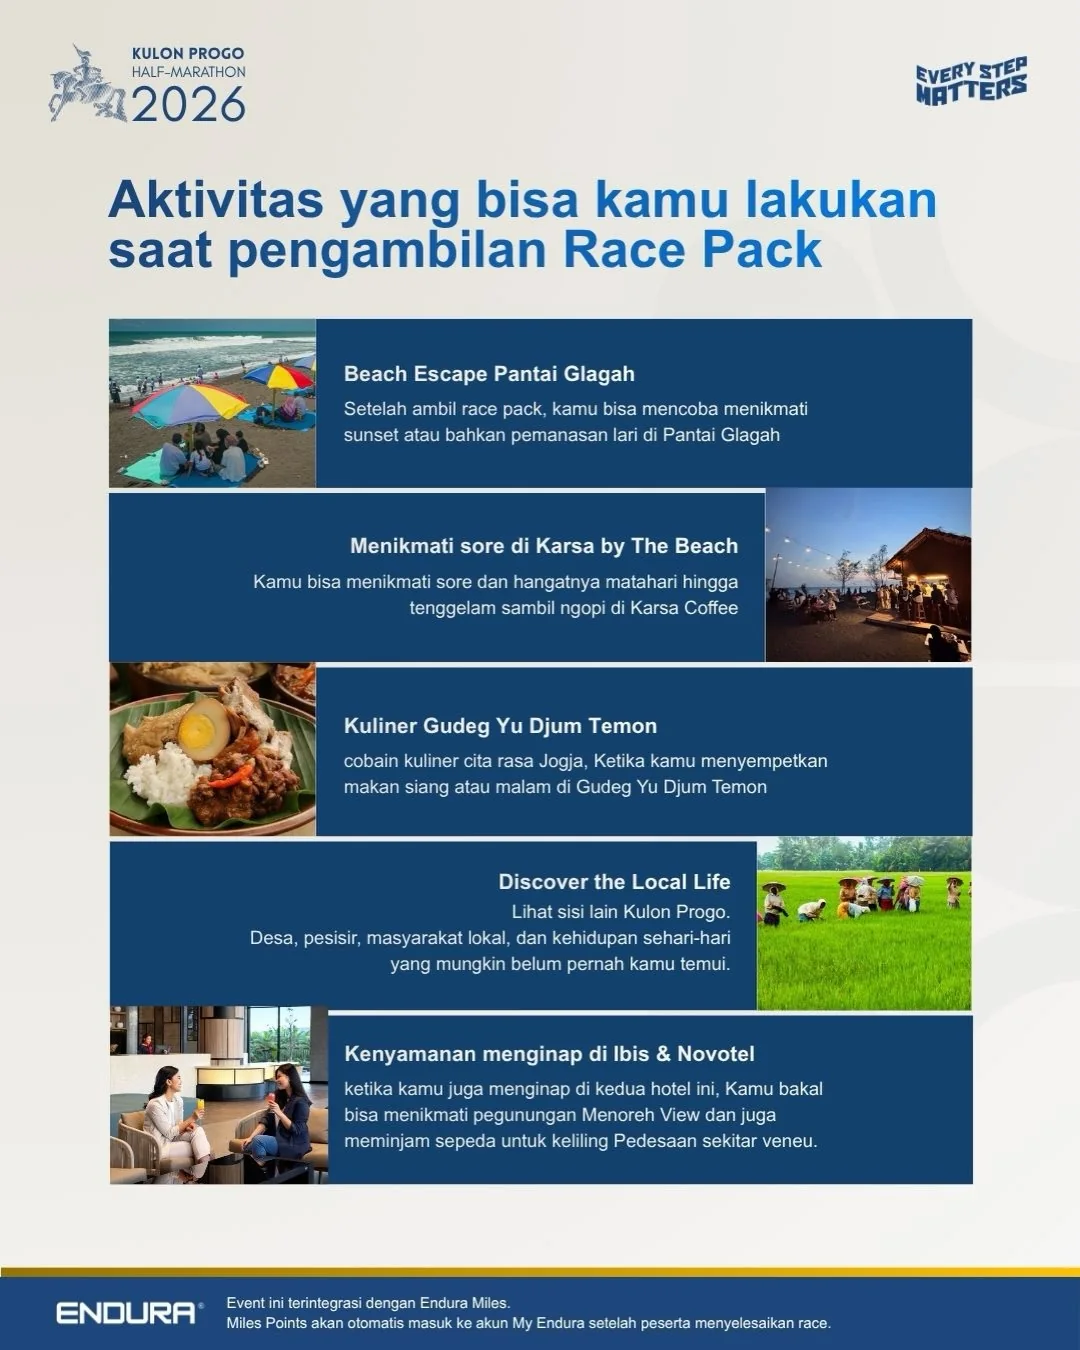 KULON PROGO
HALF-MARATHON
2026
EVERY STEP
MATTERS
Aktivitas yang bisa kamu lakukan
saat pengambilan Race Pack
Beach Escape Pantai Glagah
Setelah ambil race pack, kamu bisa mencoba menikmati
sunset atau bahkan pemanasan lari di Pantai Glagah
Menikmati sore di Karsa by The Beach
Kamu bisa menikmati sore dan hangatnya matahari hingga
tenggelam sambil ngopi di Karsa Coffee
Kuliner Gudeg Yu Djum Temon
cobain kuliner cita rasa Jogja, Ketika kamu menyempetkan
makan siang atau malam di Gudeg Yu Djum Temon
Discover the Local Life
Lihat sisi lain Kulon Progo.
Desa, pesisir, masyarakat lokal, dan kehidupan sehari-hari
yang mungkin belum pernah kamu temui.
Kenyamanan menginap di Ibis & Novotel
ketika kamu juga menginap di kedua hotel ini, Kamu bakal
bisa menikmati pegunungan Menoreh View dan juga
meminjam sepeda untuk keliling Pedesaan sekitar veneu.
ENDURA®
Event ini terintegrasi dengan Endura Miles.
Miles Points akan otomatis masuk ke akun My Endura setelah peserta menyelesaikan race.